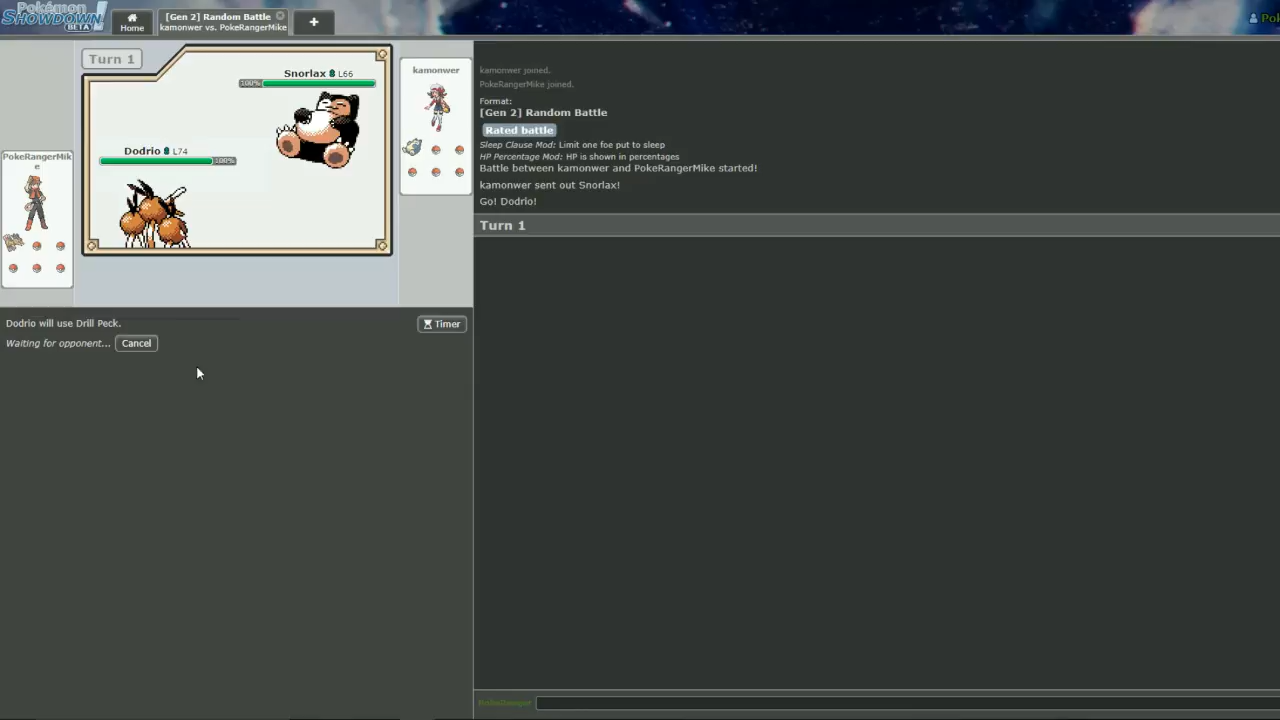 Pokémon
SHOWDOWN!
BETA
Home
[Gen 2] Random Battle
kamonwer vs. PokeRangerMike
+
Turn 1
Snorlax L66
100%
Dodrio L74
100%
PokeRangerMik
e
kamonwer
Dodrio will use Drill Peck.
Timer
Waiting for opponent... Cancel
kamonwer joined.
PokeRangerMike joined.
Format:
[Gen 2] Random Battle
Rated battle
Sleep Clause Mod: Limit one foe put to sleep
HP Percentage Mod: HP is shown in percentages
Battle between kamonwer and PokeRangerMike started!
kamonwer sent out Snorlax!
Go! Dodrio!
Turn 1